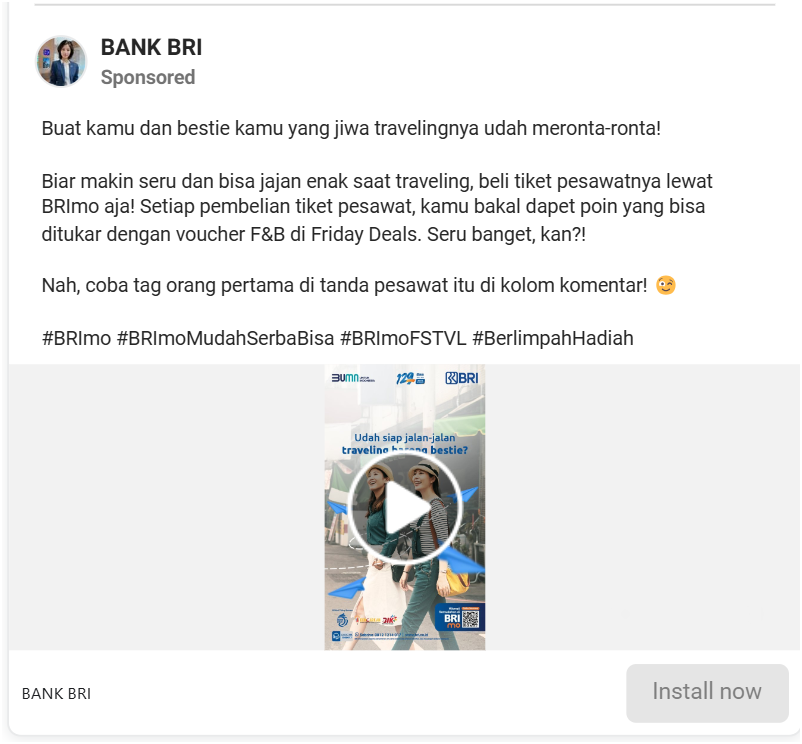 BANK BRI
Sponsored
Buat kamu dan bestie kamu yang jiwa travelingnya udah meronta-ronta!
Biar makin seru dan bisa jajan enak saat traveling, beli tiket pesawatnya lewat
BRImo aja! Setiap pembelian tiket pesawat, kamu bakal dapet poin yang bisa
ditukar dengan voucher F&B di Friday Deals. Seru banget, kan?!
Nah, coba tag orang pertama di tanda pesawat itu di kolom komentar! 😉
#BRImo #BRImoMudahSerbaBisa #BRImoFSTVL #BerlimpahHadiah
BUMN
129
BRI
Udah siap jalan-jalan
traveling bareng bestie?
BRI
mo
BANK BRI
Install now